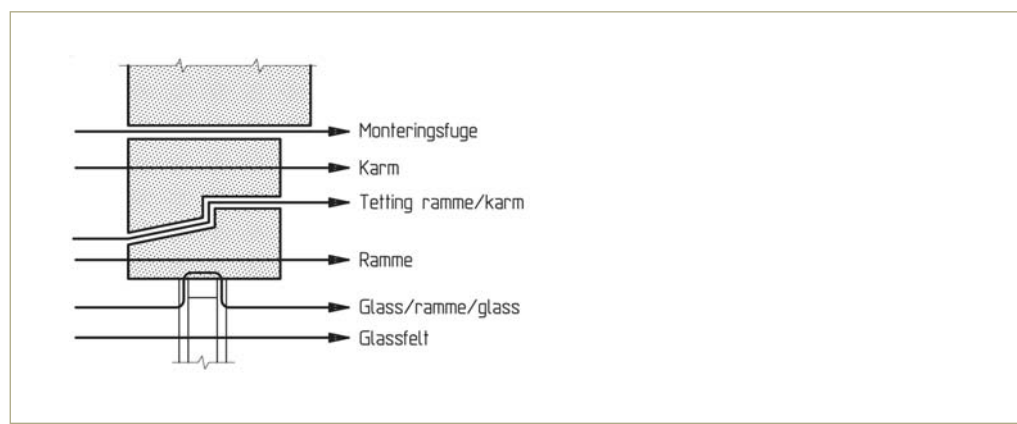 Monteringsfuge
Karm
Tetting ramme/karm
Ramme
Glass/ramme/glass
Glassfelt